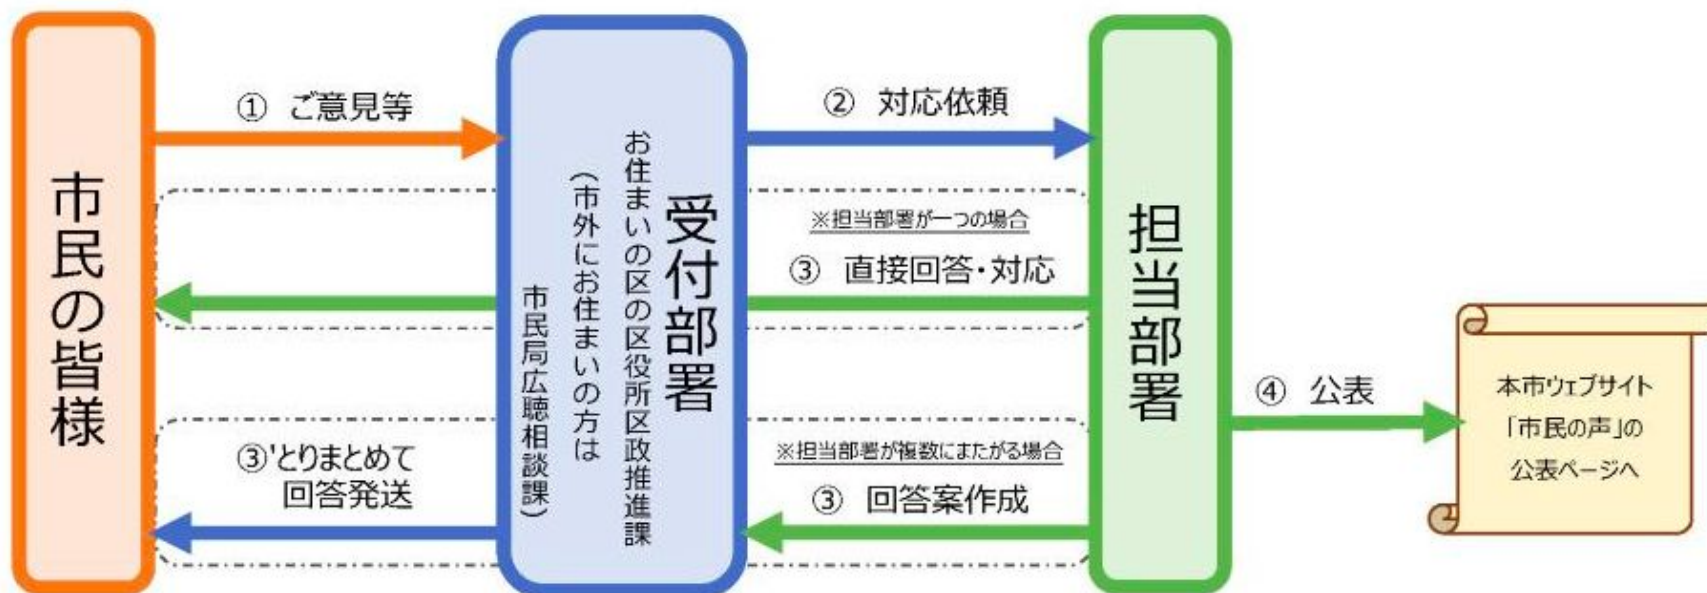 市民の皆様
① ご意見等
受付部署
お住まいの区の区役所区政推進課
(市外にお住まいの方は
市民局広聴相談課)
② 対応依頼
※担当部署が一つの場合
③ 直接回答・対応
③'とりまとめて
回答発送
※担当部署が複数にまたがる場合
③ 回答案作成
担当部署
④ 公表
本市ウェブサイト
「市民の声」の
公表ページへ